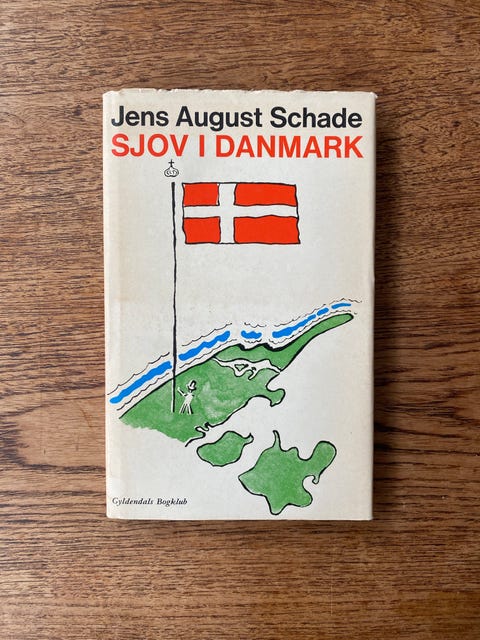 Jens August Schade
SJOV I DANMARK
Gyldendals Bogklub